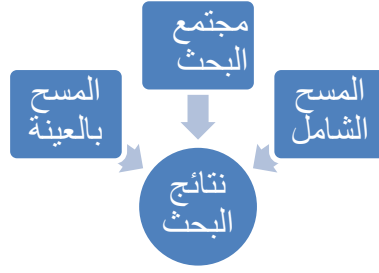 مجتمع
البحث
المسح
الشامل
المسح
بالعينة
نتائج
البحث